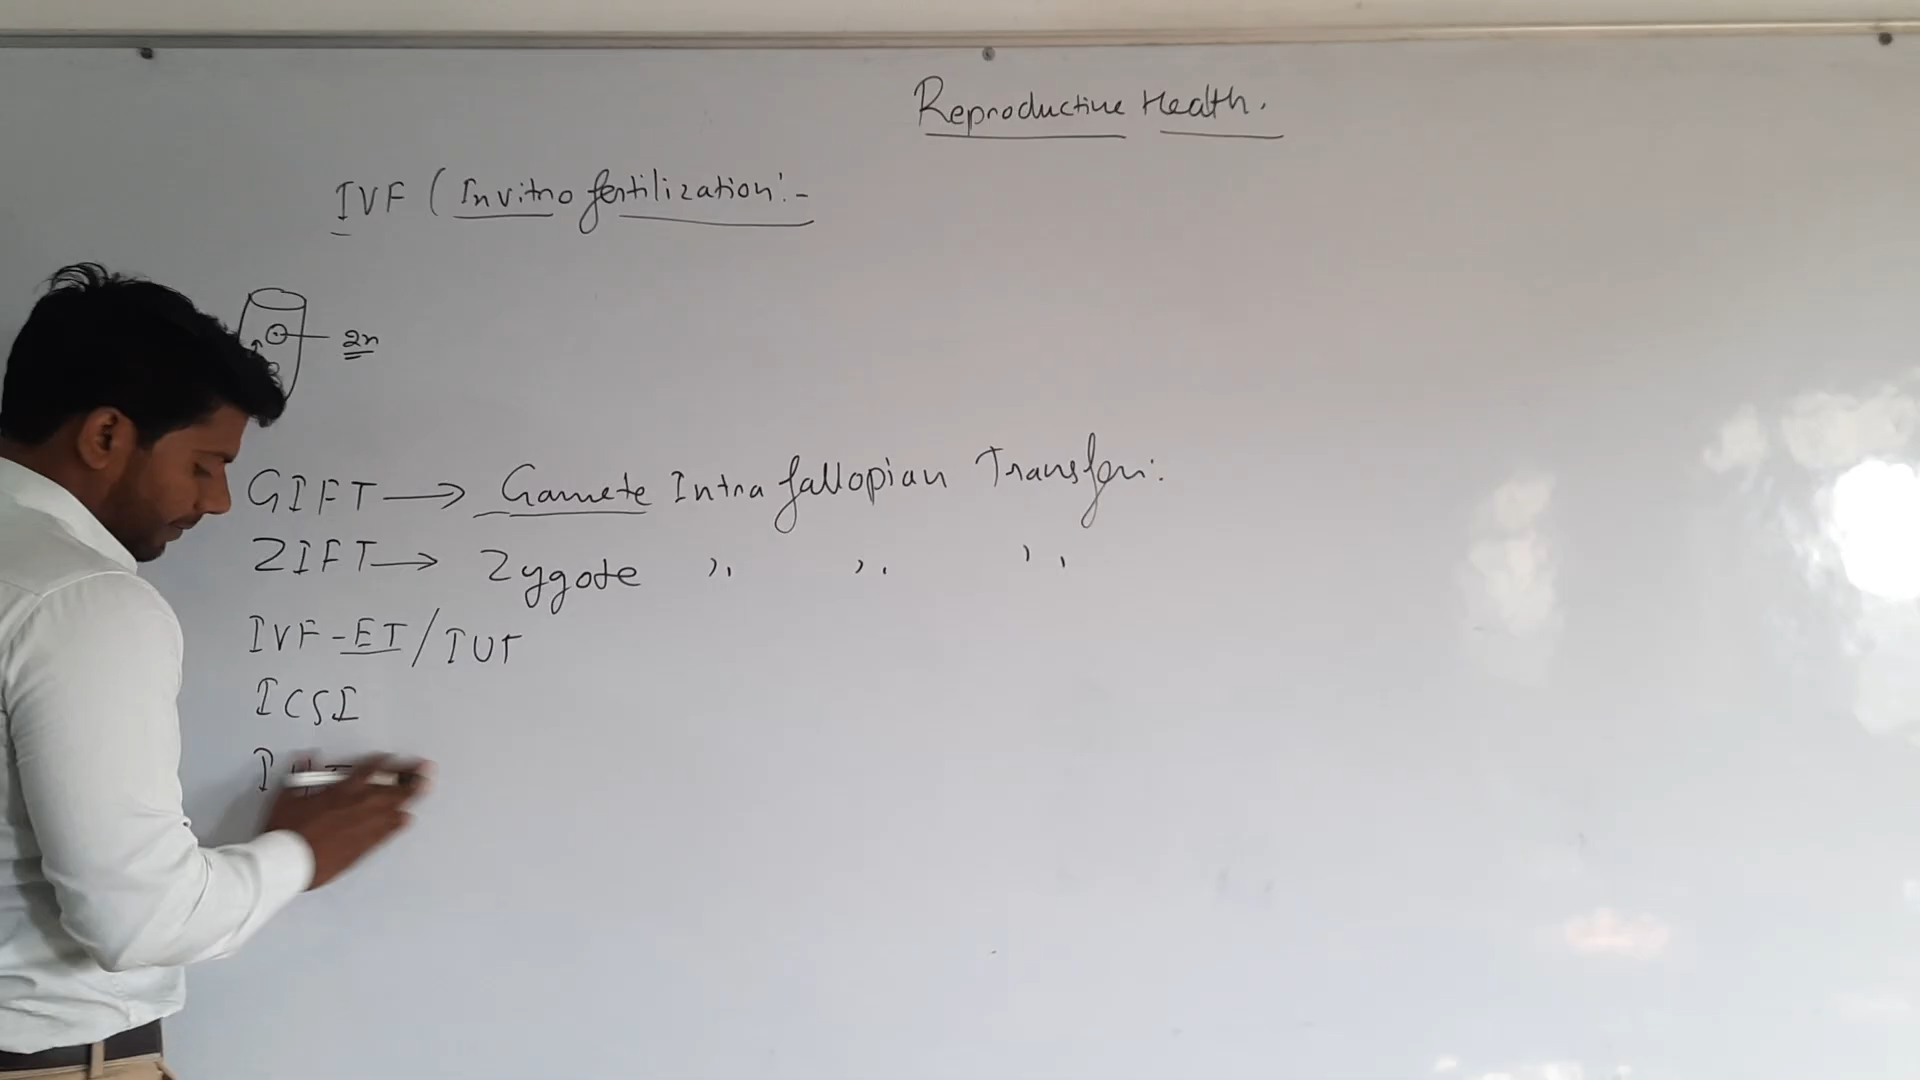 Reproductive Health.
IVF (Invitro fertilization:-
2n
GIFT → Gamete Intra fallopian Transfer:
ZIFT → Zygote ,, ,, ,,
IVF-ET/IUT
ICSI